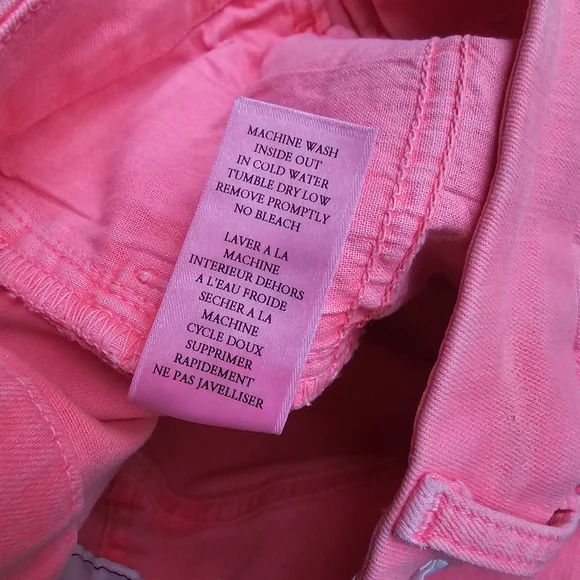 MACHINE WASH
INSIDE OUT
IN COLD WATER
TUMBLE DRY LOW
REMOVE PROMPTLY
NO BLEACH
LAVER A LA
MACHINE
INTERIEUR DEHORS
A L'EAU FROIDE
SECHER A LA
MACHINE
CYCLE DOUX
SUPPRIMER
RAPIDEMENT
NE PAS JAVELLISER